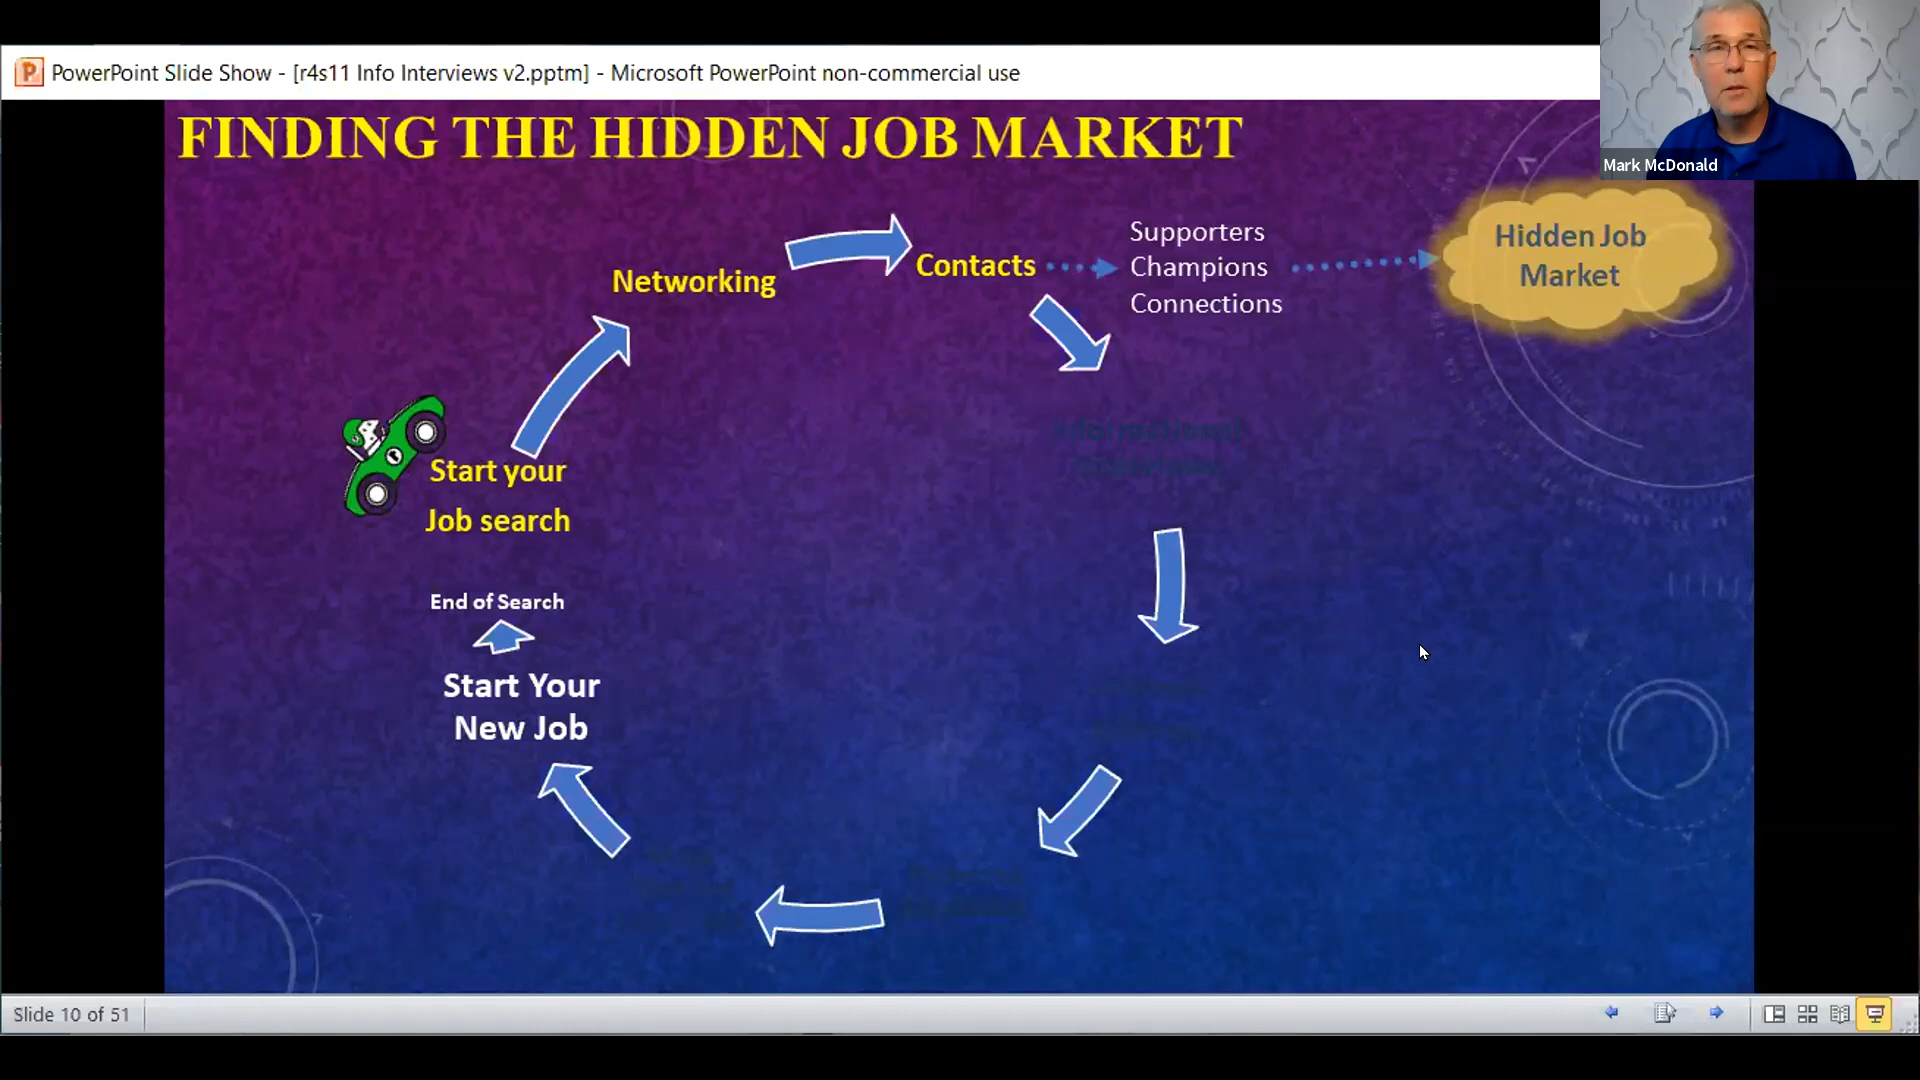 PowerPoint Slide Show - [r4s11 Info Interviews v2.pptm] - Microsoft PowerPoint non-commercial use
Mark McDonald
FINDING THE HIDDEN JOB MARKET
Networking
Contacts
Supporters
Champions
Connections
Hidden Job
Market
Start your
Job search
End of Search
Start Your
New Job
Slide 10 of 51